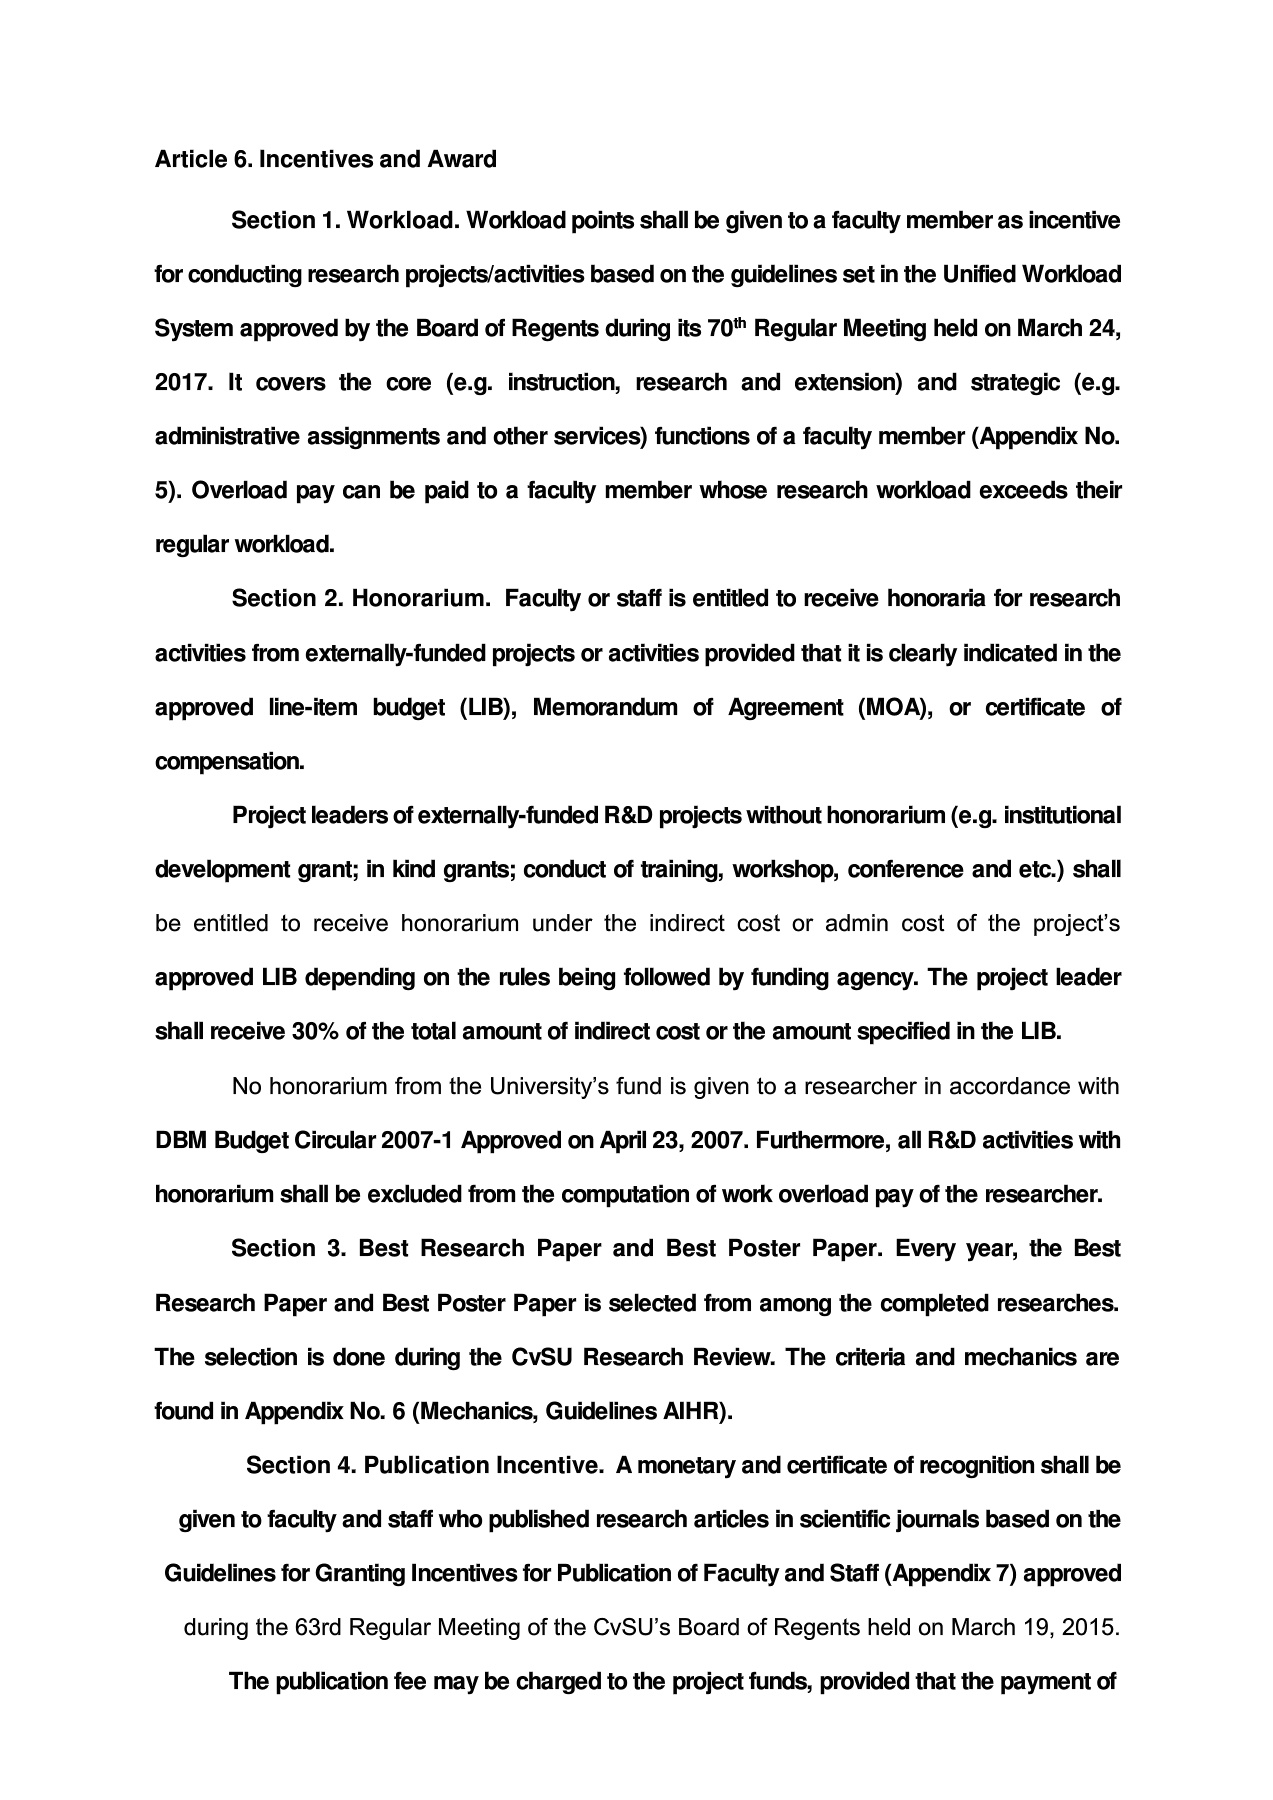 Article 6. Incentives and Award
Section 1. Workload. Workload points shall be given to a faculty member as incentive
for conducting research projects/activities based on the guidelines set in the Unified Workload
System approved by the Board of Regents during its 70th Regular Meeting held on March 24,
2017. It covers the core (e.g. instruction, research and extension) and strategic (e.g.
administrative assignments and other services) functions of a faculty member (Appendix No.
5). Overload pay can be paid to a faculty member whose research workload exceeds their
regular workload.
Section 2. Honorarium. Faculty or staff is entitled to receive honoraria for research
activities from externally-funded projects or activities provided that it is clearly indicated in the
approved line-item budget (LIB), Memorandum of Agreement (MOA), or certificate of
compensation.
Project leaders of externally-funded R&D projects without honorarium (e.g. institutional
development grant; in kind grants; conduct of training, workshop, conference and etc.) shall
be entitled to receive honorarium under the indirect cost or admin cost of the project’s
approved LIB depending on the rules being followed by funding agency. The project leader
shall receive 30% of the total amount of indirect cost or the amount specified in the LIB.
No honorarium from the University’s fund is given to a researcher in accordance with
DBM Budget Circular 2007-1 Approved on April 23, 2007. Furthermore, all R&D activities with
honorarium shall be excluded from the computation of work overload pay of the researcher.
Section 3. Best Research Paper and Best Poster Paper. Every year, the Best
Research Paper and Best Poster Paper is selected from among the completed researches.
The selection is done during the CvSU Research Review. The criteria and mechanics are
found in Appendix No. 6 (Mechanics, Guidelines AIHR).
Section 4. Publication Incentive. A monetary and certificate of recognition shall be
given to faculty and staff who published research articles in scientific journals based on the
Guidelines for Granting Incentives for Publication of Faculty and Staff (Appendix 7) approved
during the 63rd Regular Meeting of the CvSU’s Board of Regents held on March 19, 2015.
The publication fee may be charged to the project funds, provided that the payment of